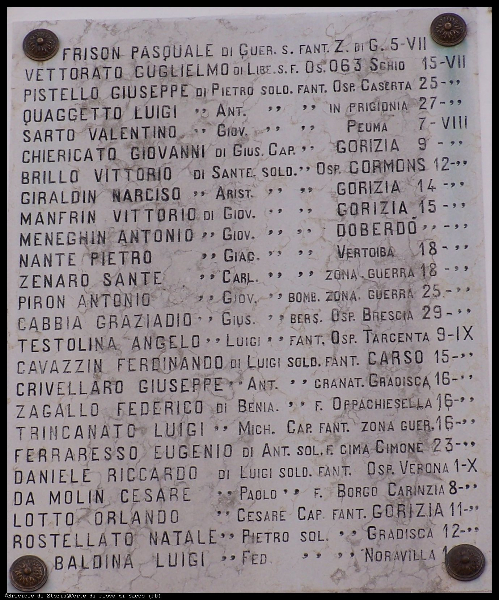 FRISON PASQUALE DI GUER. S. FANT. Z. DI G. 5-VII
VETTORATO GUGLIELMO DI LIBE. S. F. OS. 063 SCHIO 15-VII
PISTELLO GIUSEPPE DI PIETRO SOLD. FANT. OSP. CASERTA 25-"
QUAGGETTO LUIGI " ANT. " " IN PRIGIONIA 27-"
SARTO VALENTINO " GIOV. " " PEUMA 7-VIII
CHIERICATO GIOVANNI DI GIUS. CAP. " GORIZIA 9-"
BRILLO VITTORIO DI SANTE. SOLD. " OSP. CORMONS 12-"
GIRALDIN NARCISO " ARIST. " " GORIZIA 14-"
MANFRIN VITTORIO DI GIOV. " " GORIZIA 15-"
MENEGHIN ANTONIO " GIOV. " " DOBERDÒ "-"
NANTE PIETRO " GIAC. " " VERTOIBA 18-"
ZENARO SANTE " CARL. " " ZONA. GUERRA 18-"
PIRON ANTONIO " GIOV. " BOMB. ZONA. GUERRA 25-"
CABBIA GRAZIADIO " GIUS. " BERS. OSP. BRESCIA 29-"
TESTOLINA ANGELO " LUIGI " FANT. OSP. TARCENTA 9-IX
CAVAZZIN FERDINANDO DI LUIGI SOLD. FANT. CARSO 15-"
CRIVELLARO GIUSEPPE " ANT. " GRANAT. GRADISCA 16-"
ZAGALLO FEDERICO DI BENIA. " F. OPPACHIESELLA 16-"
TRINCANATO LUIGI " MICH. CAP. FANT. ZONA GUER. 16-"
FERRARESSO EUGENIO DI ANT. SOL. F. CIMA CIMONE 23-"
DANIELE RICCARDO DI LUIGI SOLD. FANT. OSP. VERONA 1-X
DA MOLIN CESARE " PAOLO " F. BORGO CARINZIA 8-"
LOTTO ORLANDO " CESARE CAP. FANT. GORIZIA 11-"
ROSTELLATO NATALE " PIETRO SOL. " GRADISCA 12-"
BALDINA LUIGI " FED. " " NORAVILLA 1